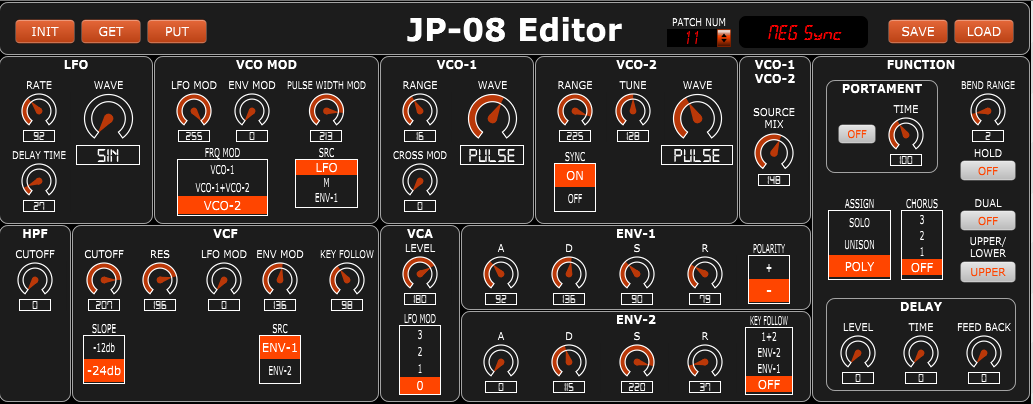 INIT GET PUT JP-08 Editor PATCH NUM 11 NEG Sync SAVE LOAD
LFO
RATE WAVE
92 SIN
DELAY TIME
27
VCO MOD
LFO MOD ENV MOD PULSE WIDTH MOD
255 0 213
FRQ MOD
VCO-1
VCO-1+VCO-2
VCO-2
SRC
LFO
M
ENV-1
VCO-1
RANGE WAVE
16 PULSE
CROSS MOD
0
VCO-2
RANGE TUNE WAVE
225 128 PULSE
SYNC
ON
OFF
VCO-1
VCO-2
SOURCE
MIX
148
FUNCTION
PORTAMENT
OFF TIME
100
BEND RANGE
2
HOLD
OFF
ASSIGN
SOLO
UNISON
POLY
CHORUS
3
2
1
OFF
DUAL
OFF
UPPER/
LOWER
UPPER
HPF
CUTOFF
0
VCF
CUTOFF RES LFO MOD ENV MOD KEY FOLLOW
207 196 0 136 98
SLOPE
-12db
-24db
SRC
ENV-1
ENV-2
VCA
LEVEL
180
LFO MOD
3
2
1
0
ENV-1
A D S R
92 136 90 79
POLARITY
+
-
ENV-2
A D S R
0 115 220 37
KEY FOLLOW
1+2
ENV-2
ENV-1
OFF
DELAY
LEVEL TIME FEED BACK
0 0 0